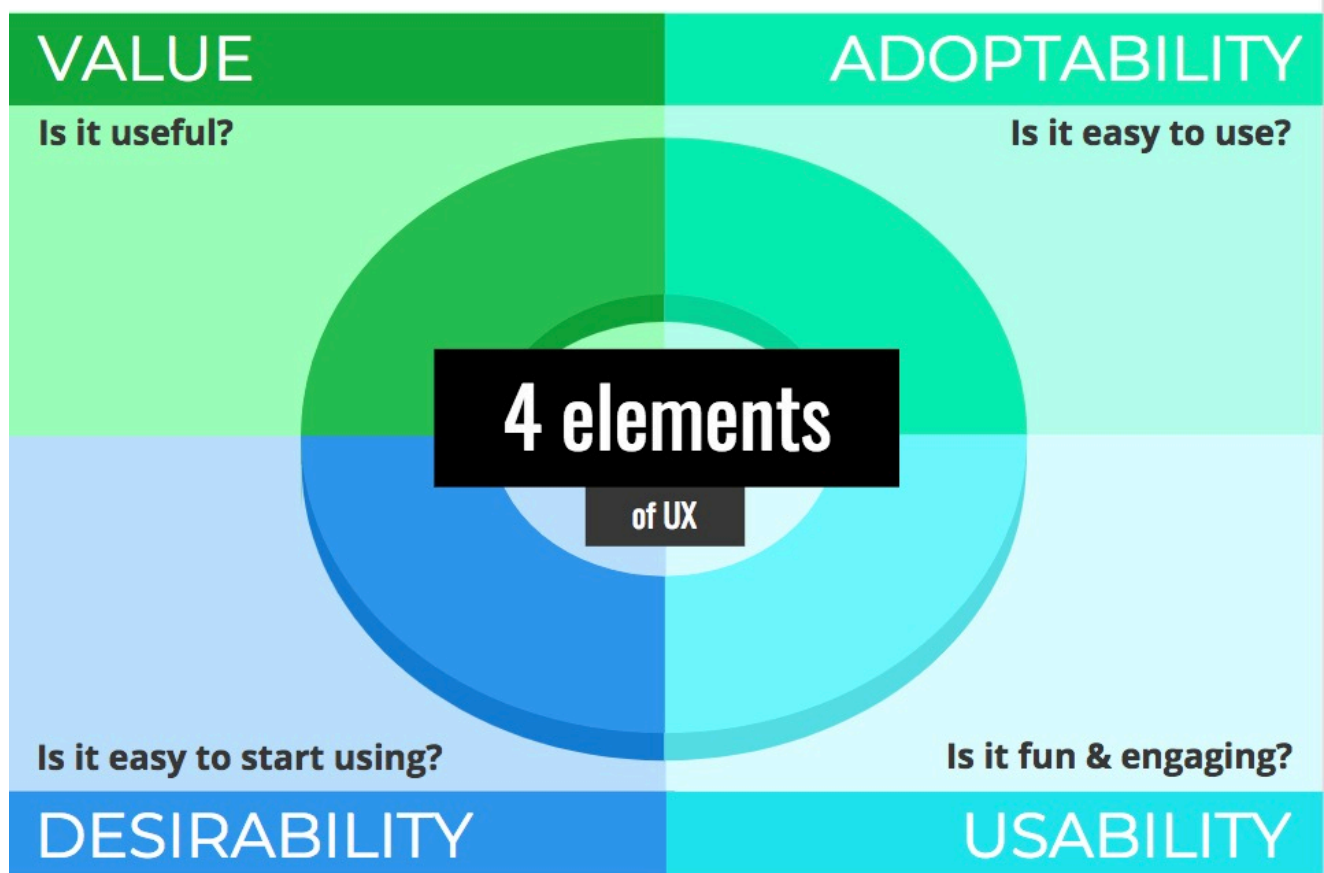 VALUE
ADOPTABILITY
Is it useful?
Is it easy to use?
4 elements
of UX
Is it easy to start using?
Is it fun & engaging?
DESIRABILITY
USABILITY